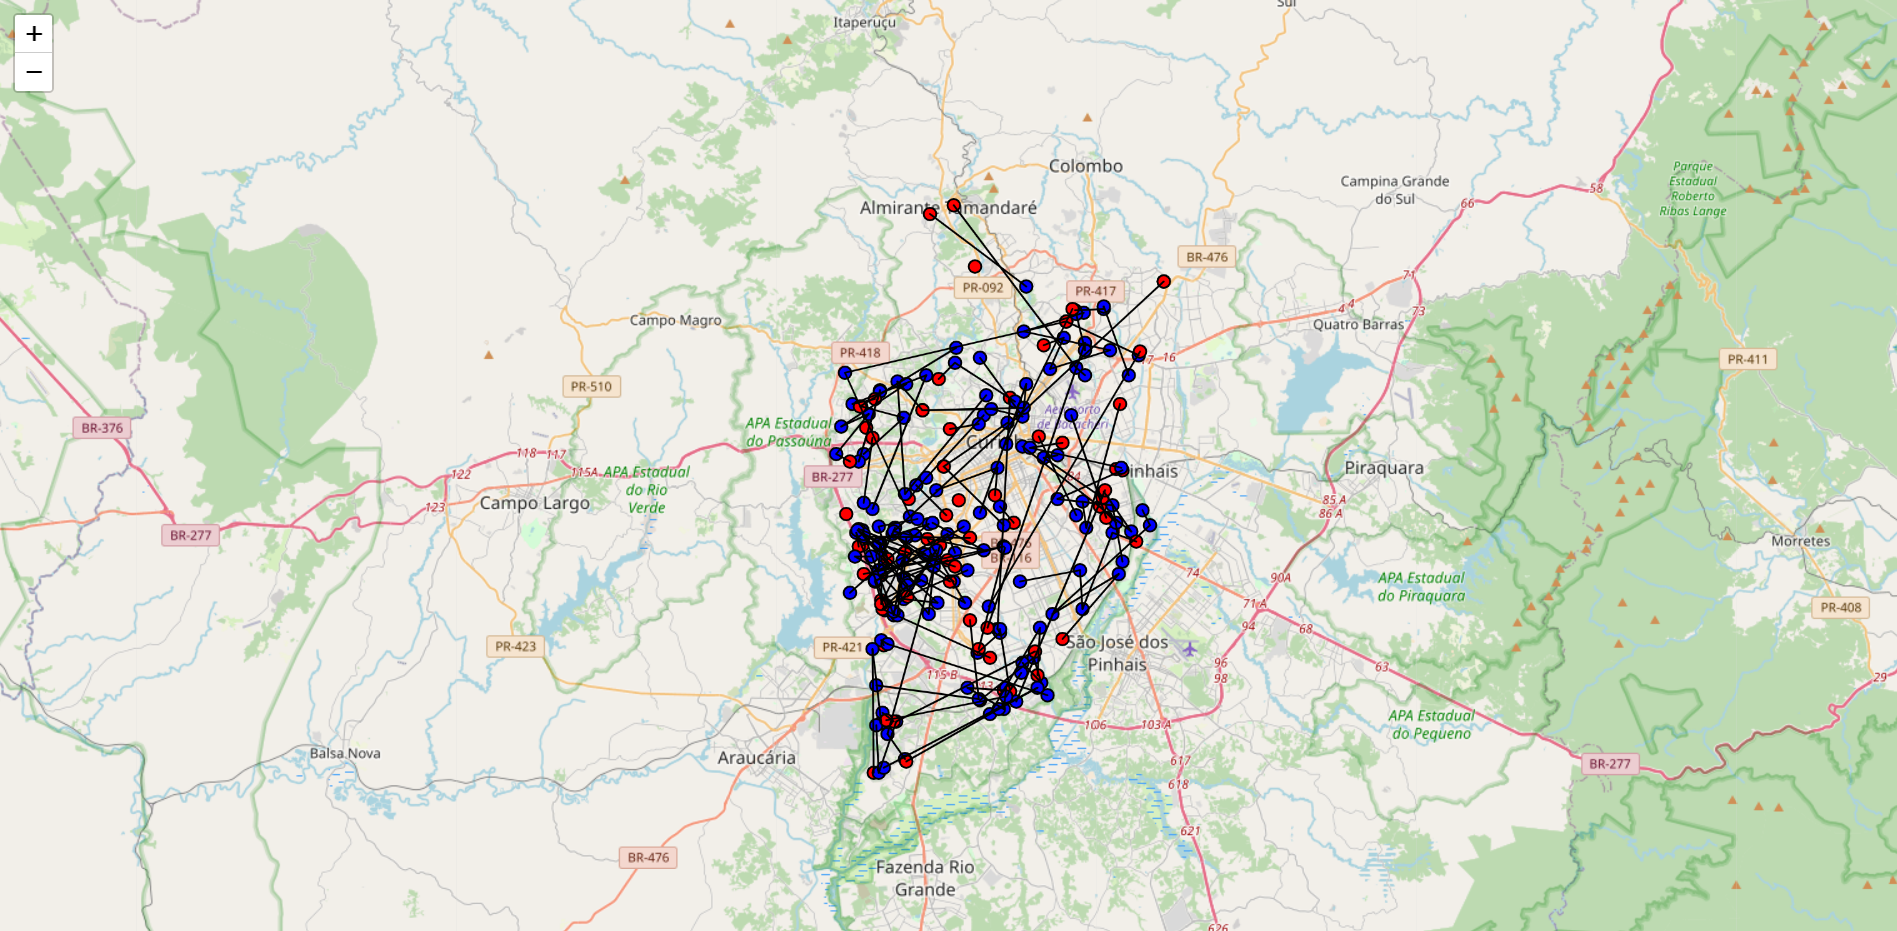 +
−
Itaperuçu
Sul
Colombo
Campina Grande
do Sul
58
66
Parque
Estadual
Roberto
Ribas Lange
Almirante Tamandaré
BR-476
71
PR-092
PR-417
4 4
73
Campo Magro
Quatro Barras
PR-418
16
PR-411
PR-510
APA Estadual
do Passaúna
Aeroporto
de Bacacheri
BR-376
118
117
BR-277
Piraquara
122
115A
APA Estadual
do Rio
Verde
84
Campo Largo
123
85 A
86 A
BR-277
Morretes
74
90A
APA Estadual
do Piraquara
PR-408
71 A
94
68
PR-423
PR-421
São José dos
Pinhais
96
98
63
115 B
29
106
103 A
APA Estadual
do Pequeno
Balsa Nova
Araucária
617
618
BR-277
621
BR-476
Fazenda Rio
Grande
626